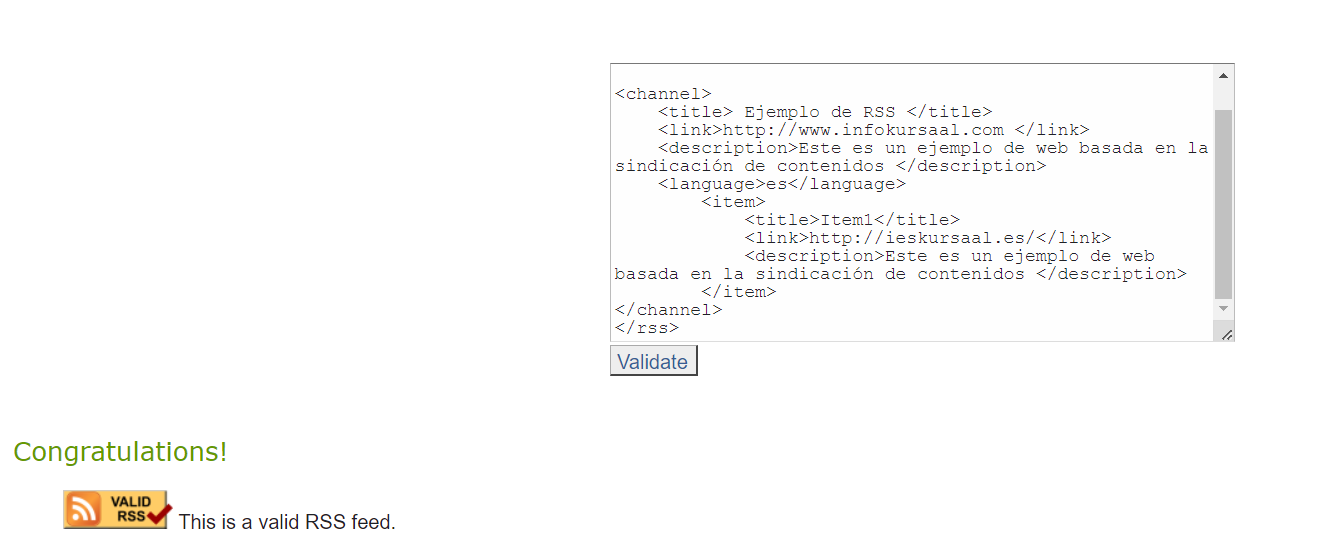 <channel>
    <title> Ejemplo de RSS </title>
    <link>http://www.infokursaal.com </link>
    <description>Este es un ejemplo de web basada en la
sindicación de contenidos </description>
    <language>es</language>
        <item>
            <title>Item1</title>
            <link>http://ieskursaal.es/</link>
            <description>Este es un ejemplo de web
basada en la sindicación de contenidos </description>
        </item>
</channel>
</rss>
Validate
Congratulations!
VALID
RSS
This is a valid RSS feed.